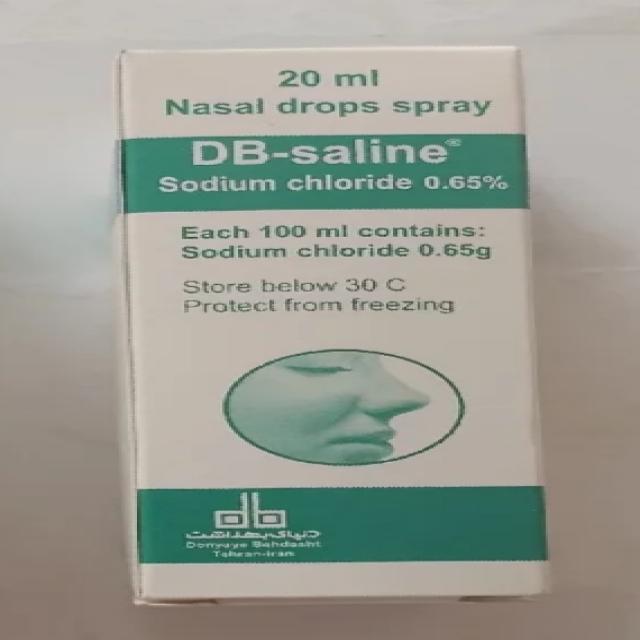 20 ml
Nasal drops spray
DB-saline®
Sodium chloride 0.65%
Each 100 ml contains:
Sodium chloride 0.65g
Store below 30 C
Protect from freezing
db
دنیای بهداشت
Donyaye Behdasht
Tehran-Iran